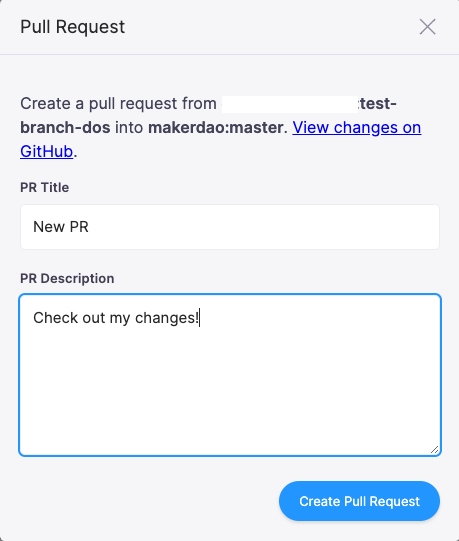 Pull Request
Create a pull request from :test-
branch-dos into makerdao:master. View changes on
GitHub.
PR Title
New PR
PR Description
Check out my changes!
Create Pull Request